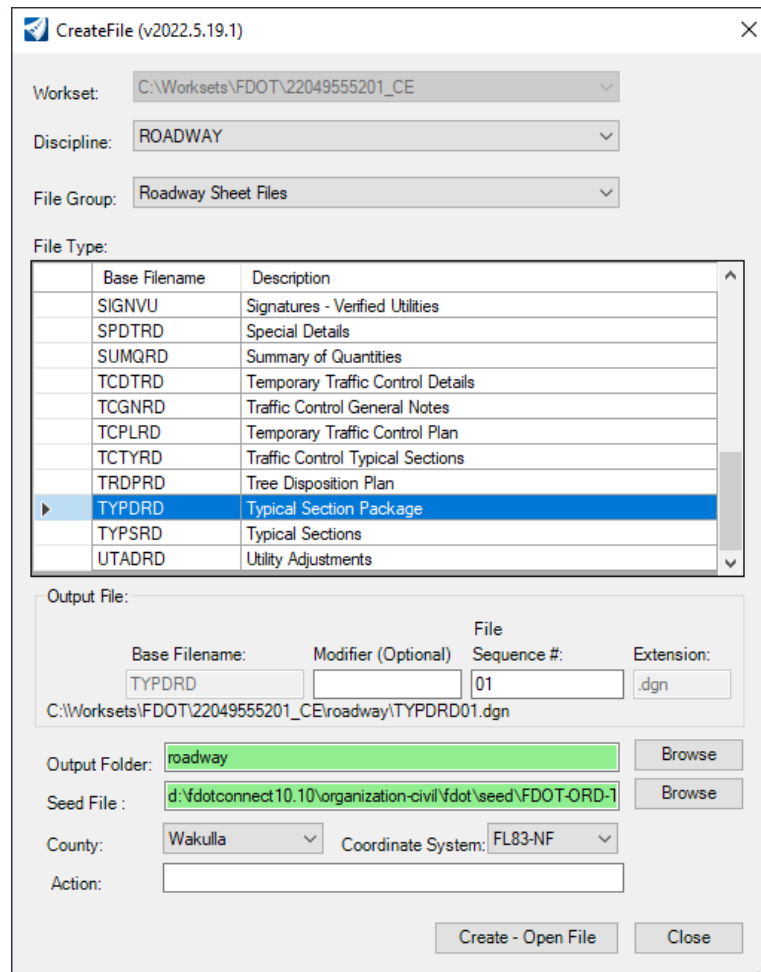 CreateFile (v2022.5.19.1)
Workset: C:\Worksets\FDOT\22049555201_CE
Discipline: ROADWAY
File Group: Roadway Sheet Files
File Type:
Base Filename Description
SIGNVU Signatures - Verified Utilities
SPDTRD Special Details
SUMQRD Summary of Quantities
TCDTRD Temporary Traffic Control Details
TCGNRD Traffic Control General Notes
TCPLRD Temporary Traffic Control Plan
TCTYRD Traffic Control Typical Sections
TRDPRD Tree Disposition Plan
TYPDRD Typical Section Package
TYPSRD Typical Sections
UTADRD Utility Adjustments
Output File:
File
Base Filename: Modifier (Optional) Sequence #: Extension:
TYPDRD 01 .dgn
C:\Worksets\FDOT\22049555201_CE\roadway\TYPDRD01.dgn
Output Folder: roadway Browse
Seed File : d:\fdotconnect10.10\organization-civil\fdot\seed\FDOT-ORD-T Browse
County: Wakulla Coordinate System: FL83-NF
Action:
Create - Open File Close